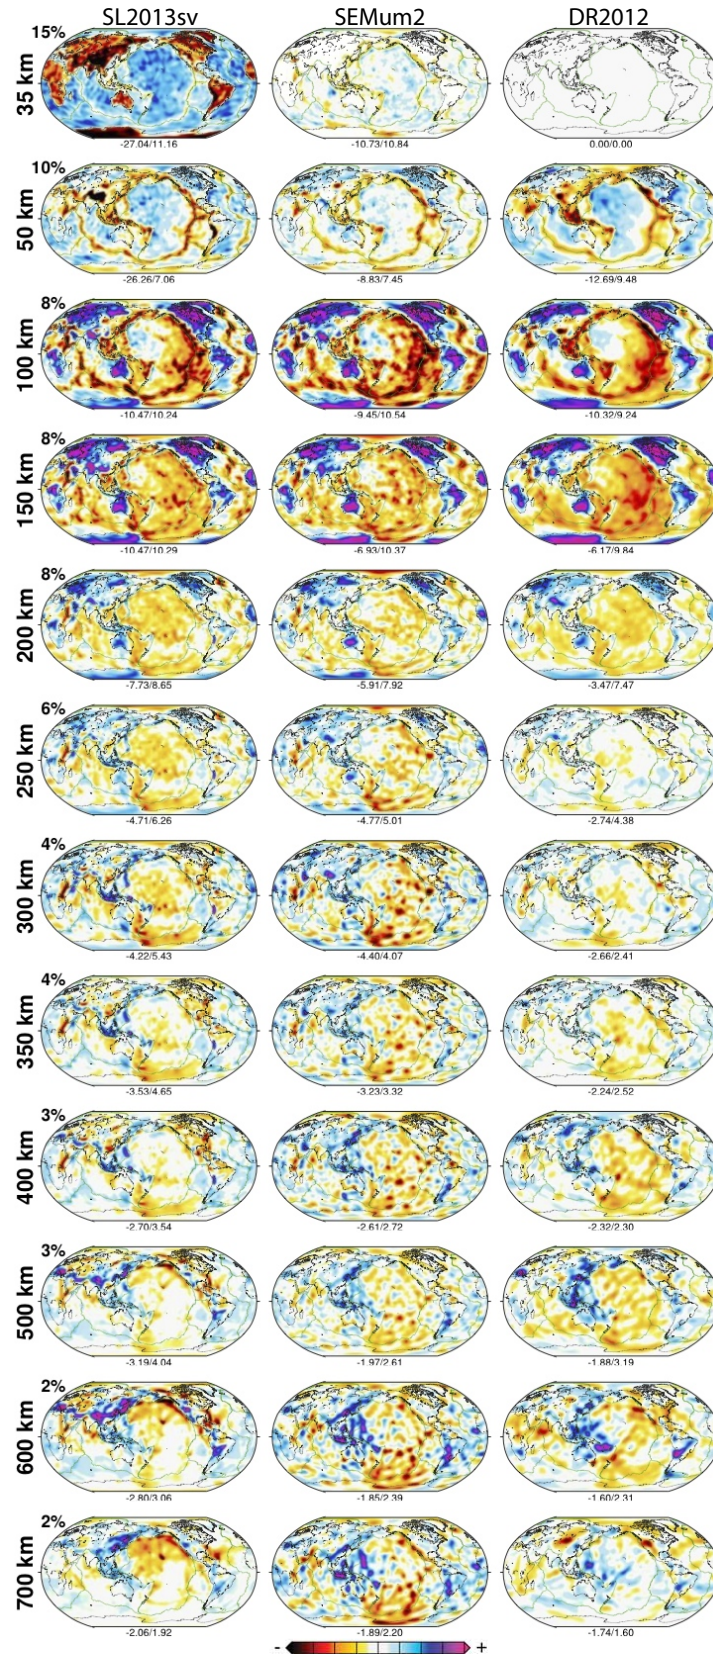 SL2013sv SEMum2 DR2012
15%
35 km
-27.04/11.16 -10.73/10.84 0.00/0.00
10%
50 km
-26.26/7.06 -8.83/7.45 -12.69/9.48
8%
100 km
-10.47/10.24 -9.45/10.54 -10.32/9.24
8%
150 km
-10.47/10.29 -6.93/10.37 -6.17/9.84
8%
200 km
-7.73/8.65 -5.91/7.92 -3.47/7.47
6%
250 km
-4.71/6.26 -4.77/5.01 -2.74/4.38
4%
300 km
-4.22/5.43 -4.40/4.07 -2.66/2.41
4%
350 km
-3.53/4.65 -3.23/3.32 -2.24/2.52
3%
400 km
-2.70/3.54 -2.61/2.72 -2.32/2.30
3%
500 km
-3.19/4.04 -1.97/2.61 -1.88/3.19
2%
600 km
-2.80/3.06 -1.85/2.39 -1.60/2.31
2%
700 km
-2.06/1.92 -1.89/2.20 -1.74/1.60
- +